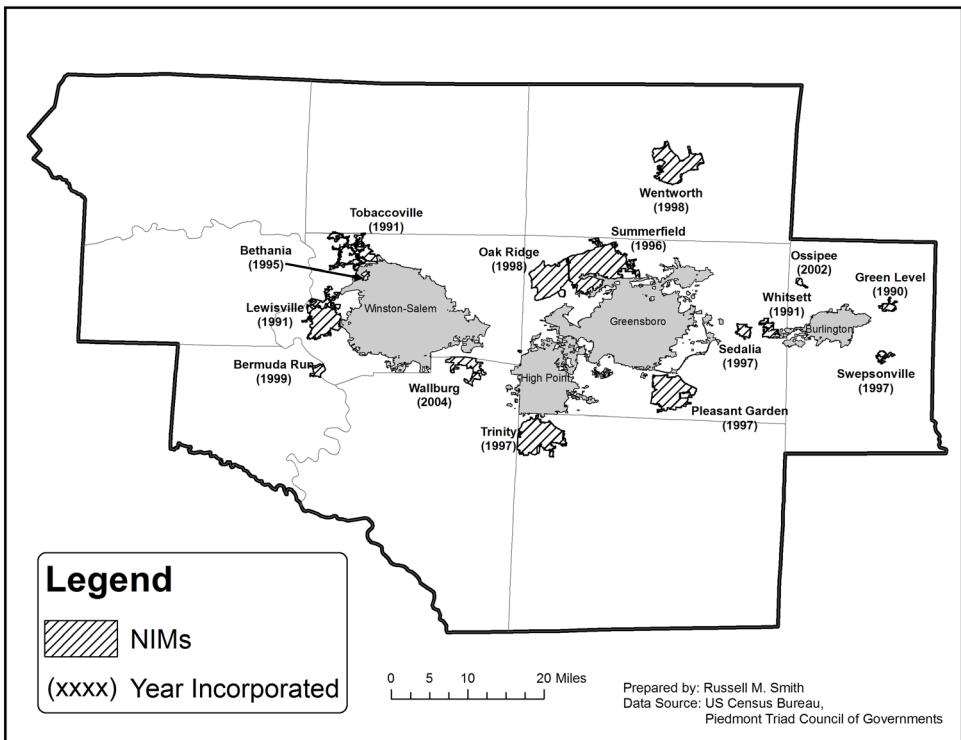 Wentworth
(1998)
Tobaccoville
(1991)
Summerfield
(1996)
Bethania
(1995)
Oak Ridge
(1998)
Ossipee
(2002)
Green Level
(1990)
Whitsett
(1991)
Lewisville
(1991)
Winston-Salem
Greensboro
Burlington
Sedalia
(1997)
Bermuda Run
(1999)
Swepsonville
(1997)
Wallburg
(2004)
High Point
Pleasant Garden
(1997)
Trinity
(1997)
Legend
NIMs
(xxxx) Year Incorporated
0 5 10 20 Miles
Prepared by: Russell M. Smith
Data Source: US Census Bureau,
Piedmont Triad Council of Governments